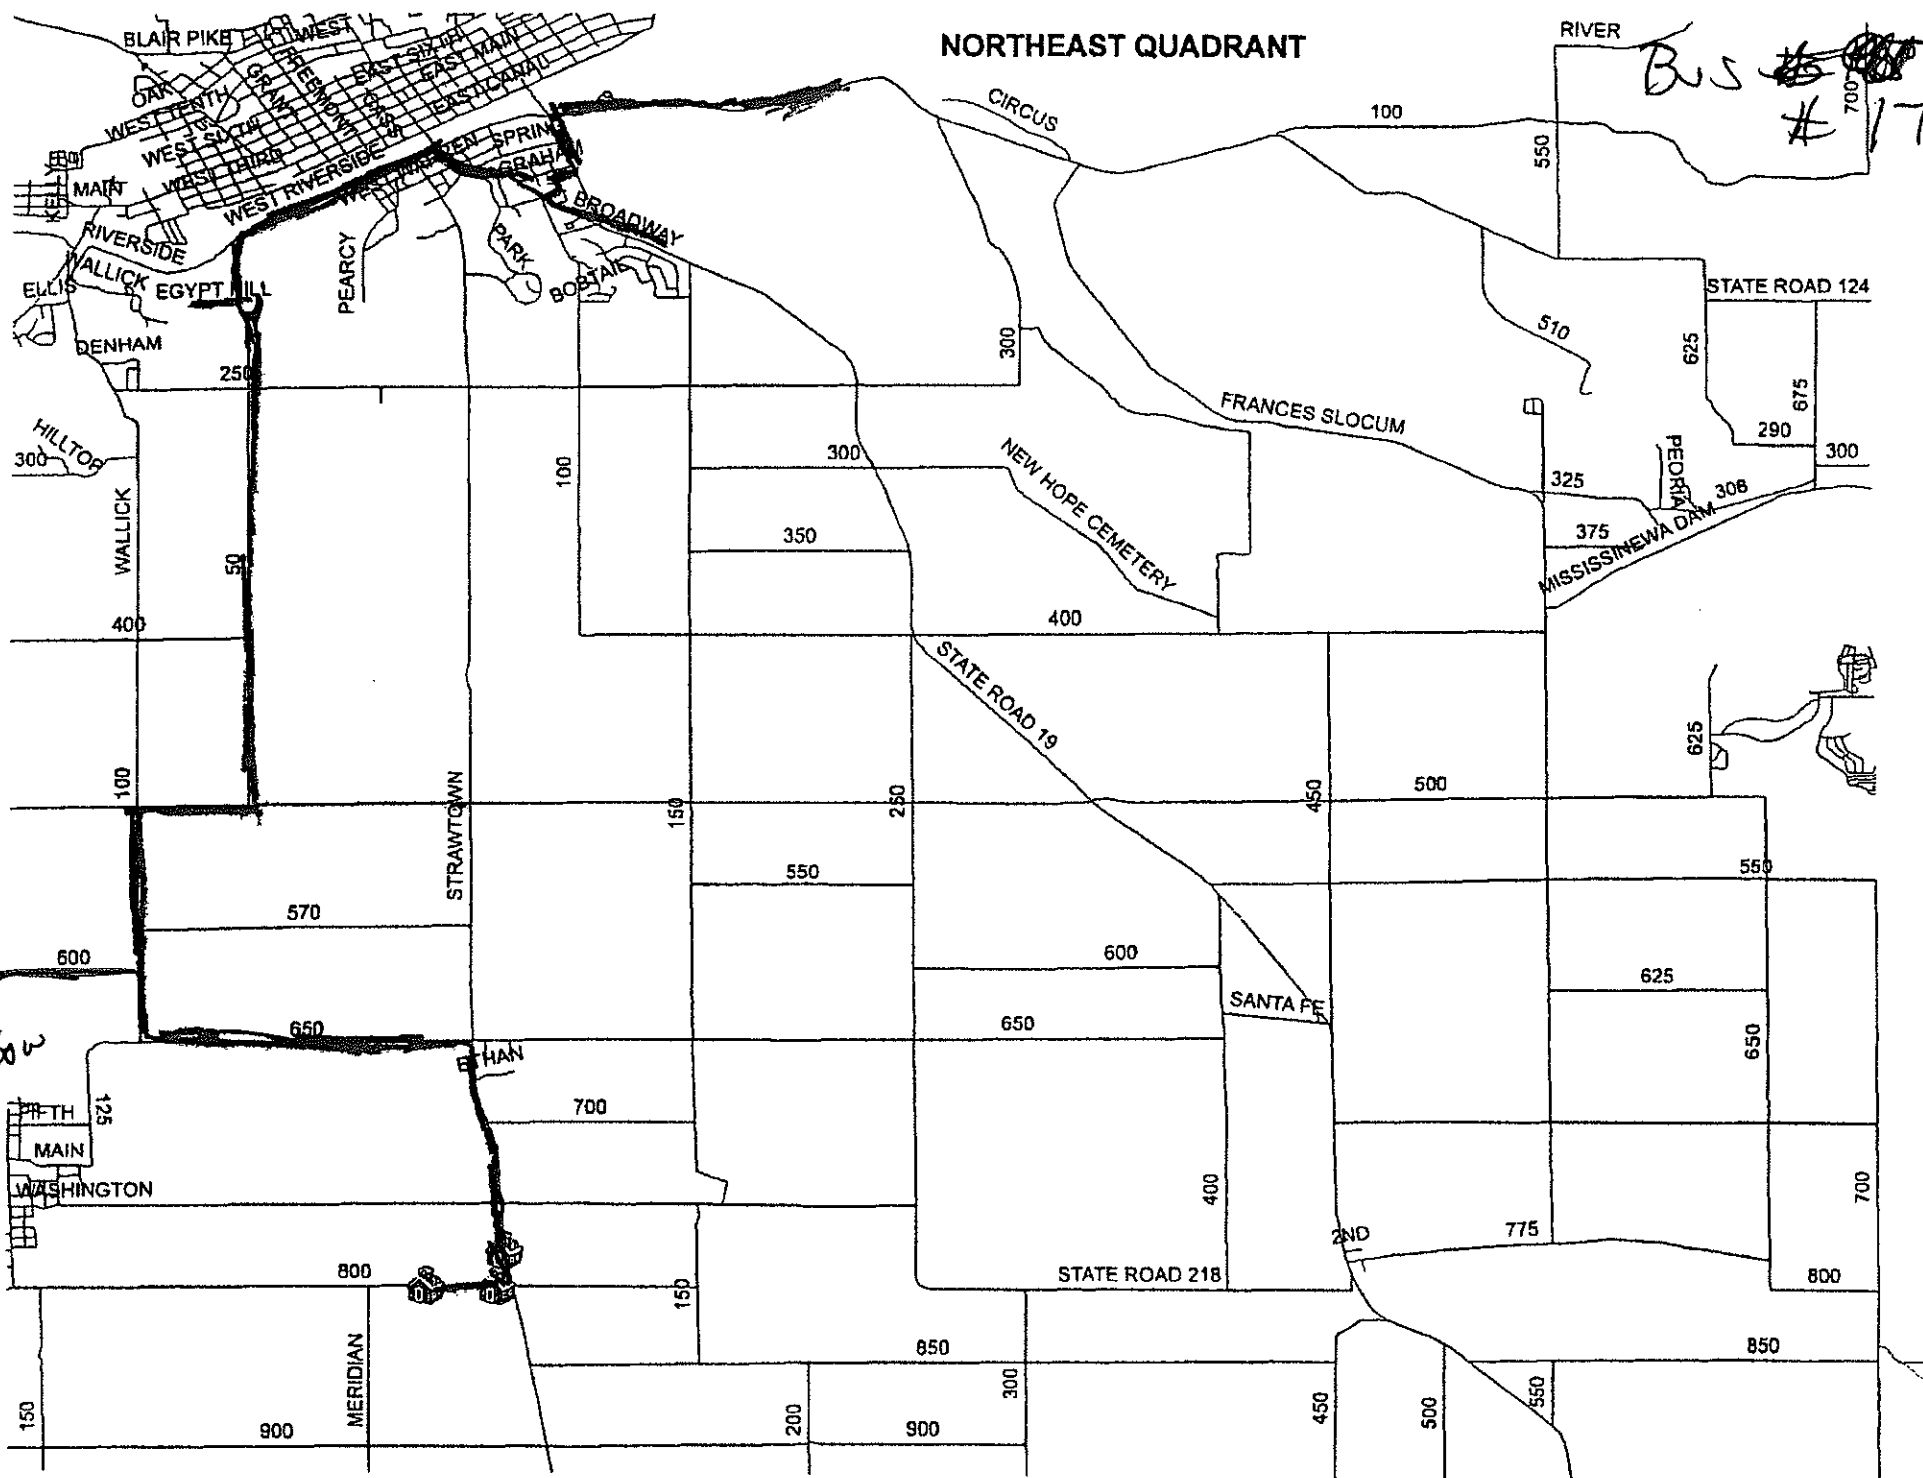 NORTHEAST QUADRANT
RIVER
Bus
# 17
BLAIR PIKE
WEST
FREEMONT
GRANT
CASS
EAST SIXTH
EAST MAIN
EAST CANAL
OAK
WEST TENTH
WEST SIXTH
WEST THIRD
WEST RIVERSIDE
SPRING
GRAHAM
CIRCUS
100
550
700
KELLY
MAIN
RIVERSIDE
WALLICK
ELLIS
EGYPT HILL
PEARCY
PARK
BROADWAY
BOBTAIL
STATE ROAD 124
DENHAM
250
300
510
625
675
HILLTOP
300
FRANCES SLOCUM
290
300
WALLICK
50
100
300
NEW HOPE CEMETERY
325
PEORIA
308
350
375
MISSISSINEWA DAM
400
400
STATE ROAD 19
625
100
STRAWTOWN
150
250
450
500
550
550
570
600
600
625
SANTA FE
650
650
650
ETHAN
FIFTH
125
700
MAIN
WASHINGTON
400
700
2ND
775
800
150
STATE ROAD 218
800
MERIDIAN
850
850
150
200
300
450
500
550
900
900